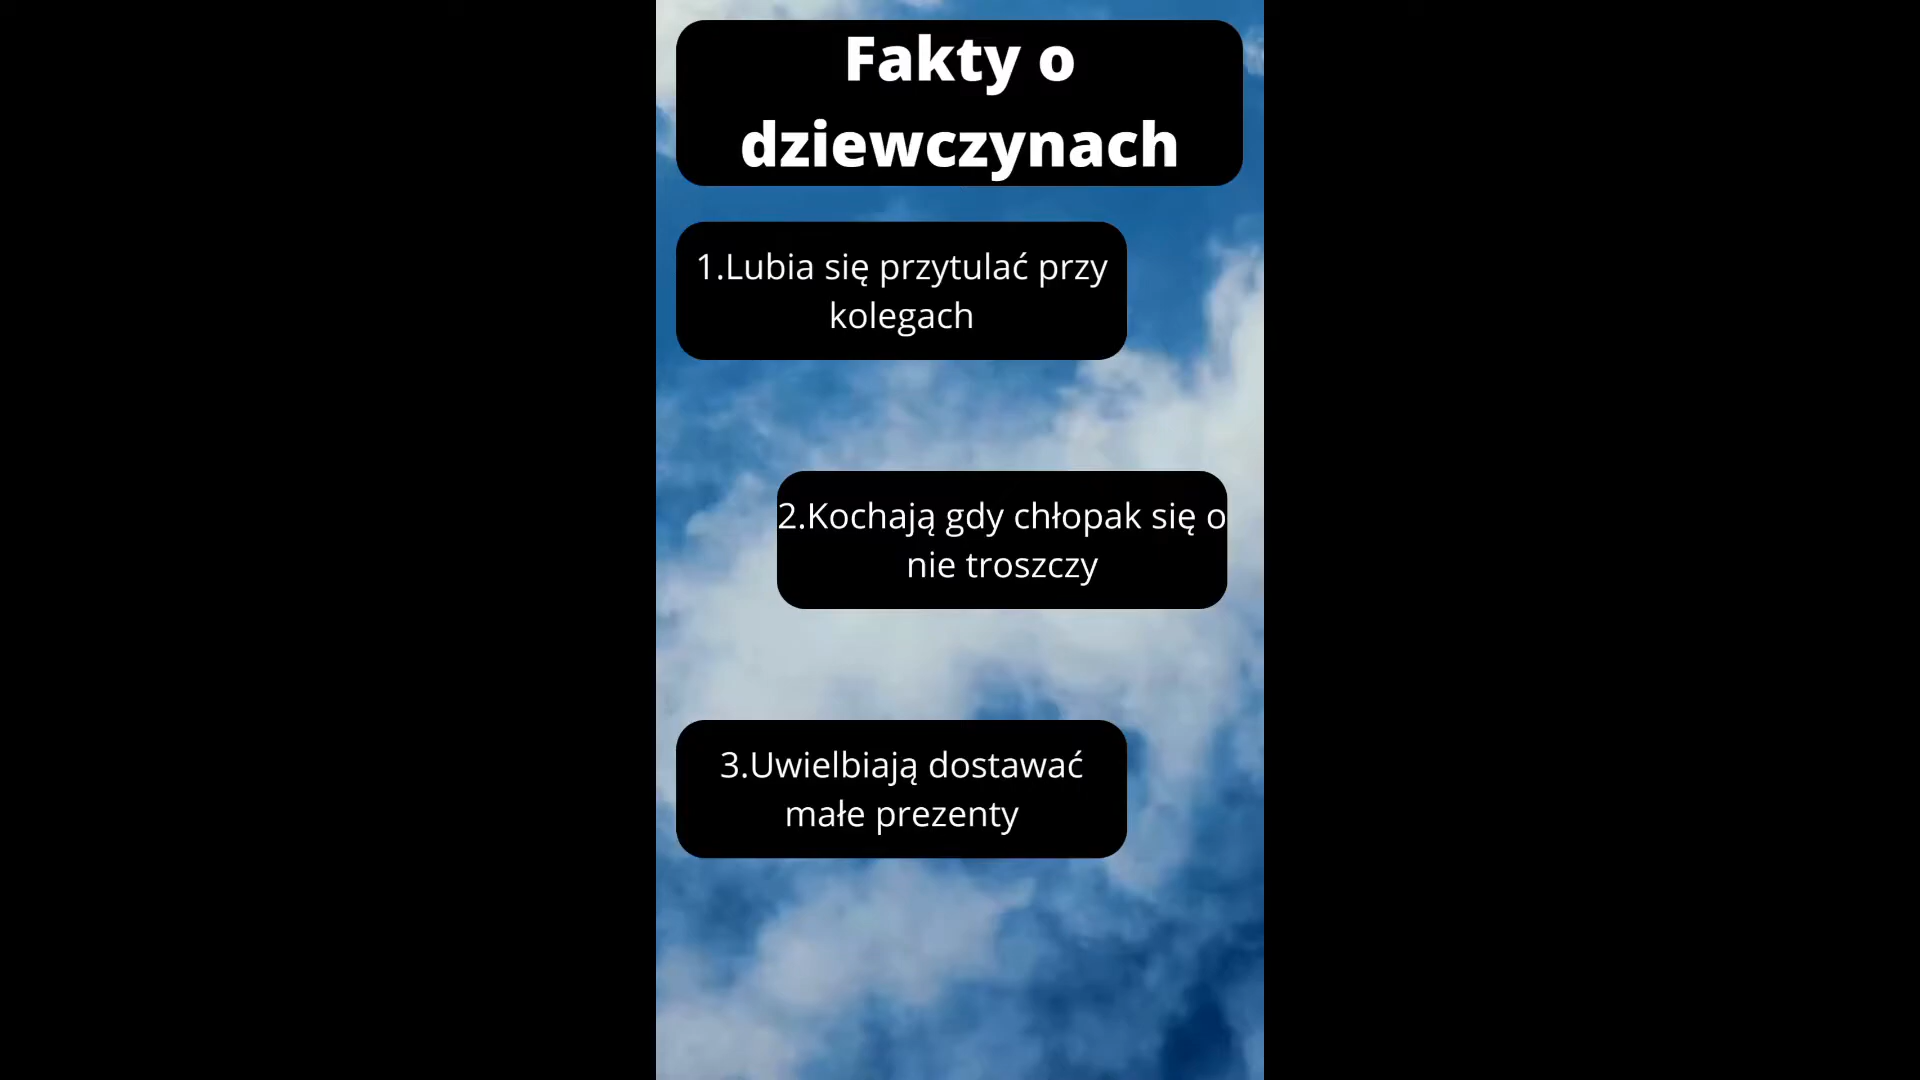 Fakty o
dziewczynach
1.Lubia się przytulać przy
kolegach
2.Kochają gdy chłopak się o
nie troszczy
3.Uwielbiają dostawać
małe prezenty